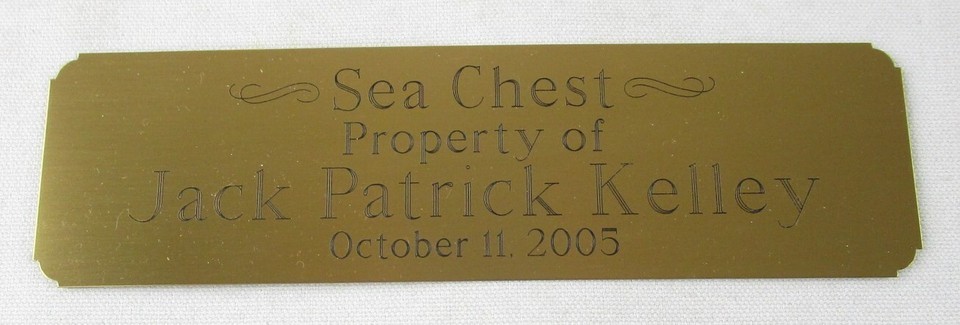 Sea Chest
Property of
Jack Patrick Kelley
October 11, 2005